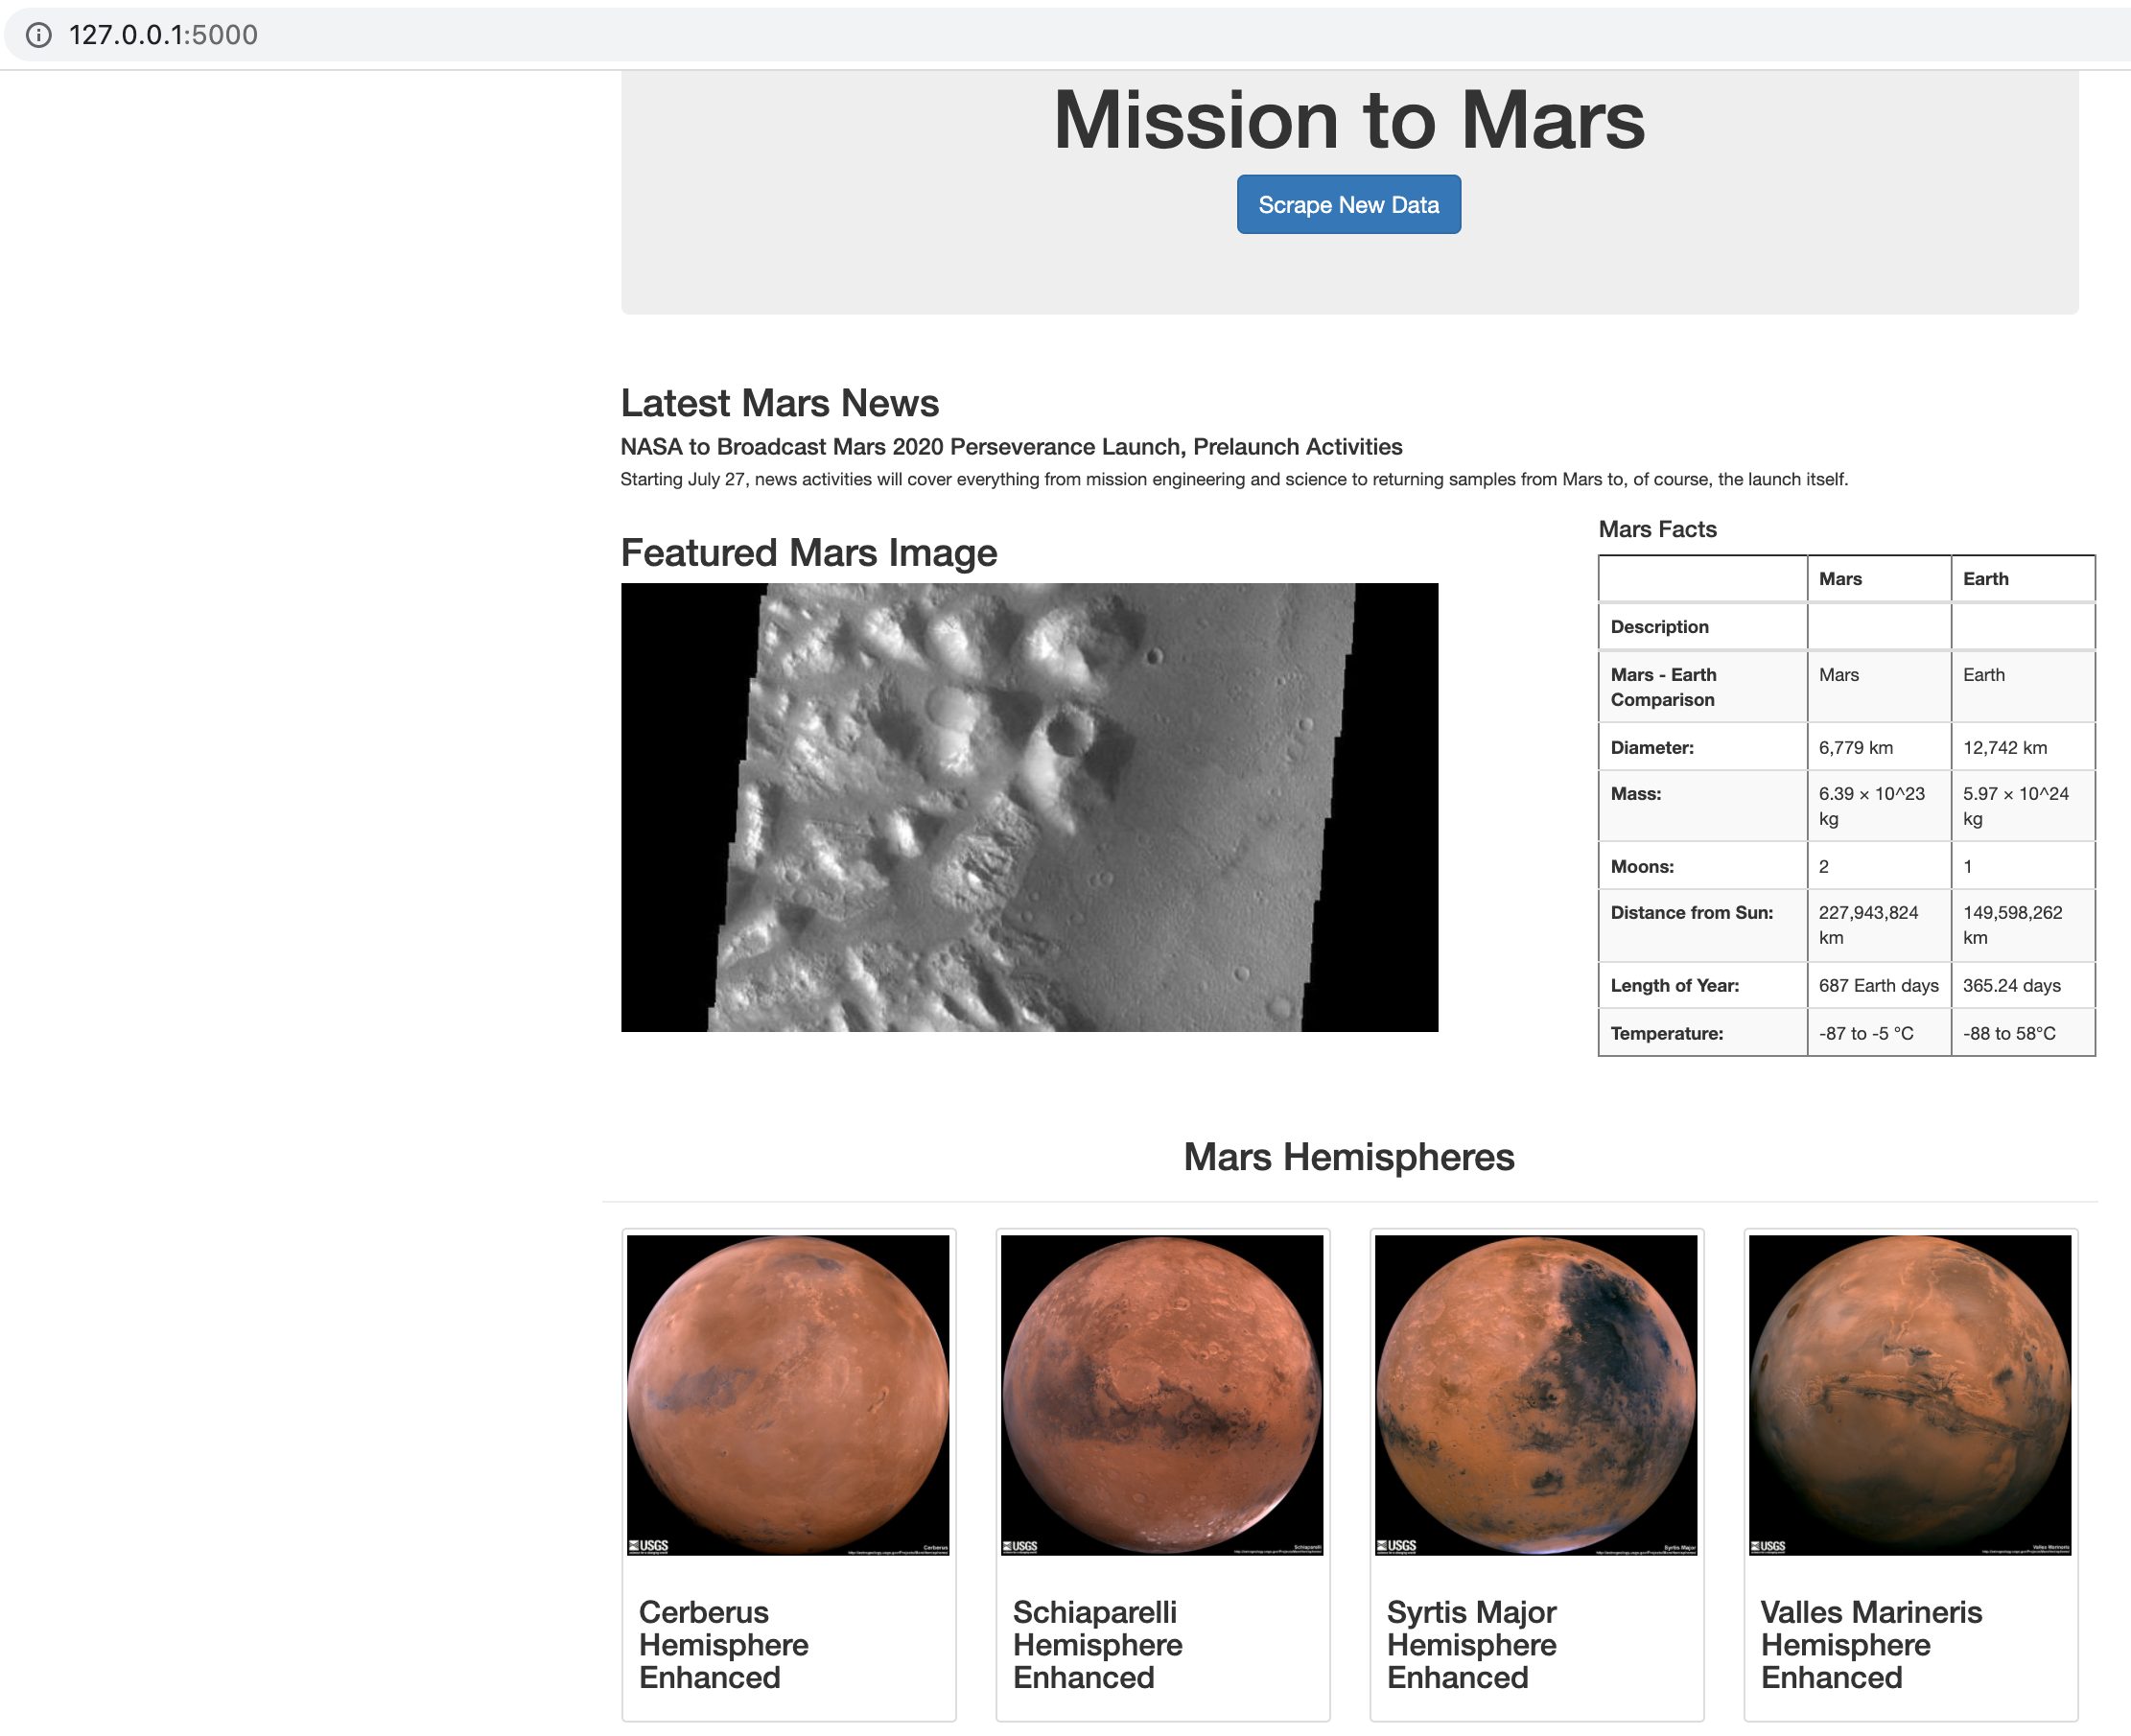 127.0.0.1:5000
Mission to Mars
Scrape New Data
Latest Mars News
NASA to Broadcast Mars 2020 Perseverance Launch, Prelaunch Activities
Starting July 27, news activities will cover everything from mission engineering and science to returning samples from Mars to, of course, the launch itself.
Featured Mars Image
Mars Facts
Mars Earth
Description
Mars - Earth Mars Earth
Comparison
Diameter: 6,779 km 12,742 km
Mass: 6.39 × 10^23 5.97 × 10^24
kg kg
Moons: 2 1
Distance from Sun: 227,943,824 149,598,262
km km
Length of Year: 687 Earth days 365.24 days
Temperature: -87 to -5 °C -88 to 58°C
Mars Hemispheres
USGS Cerberus
USGS Schiaparelli
USGS Syrtis Major
USGS Valles Marineris
Cerberus
Hemisphere
Enhanced
Schiaparelli
Hemisphere
Enhanced
Syrtis Major
Hemisphere
Enhanced
Valles Marineris
Hemisphere
Enhanced